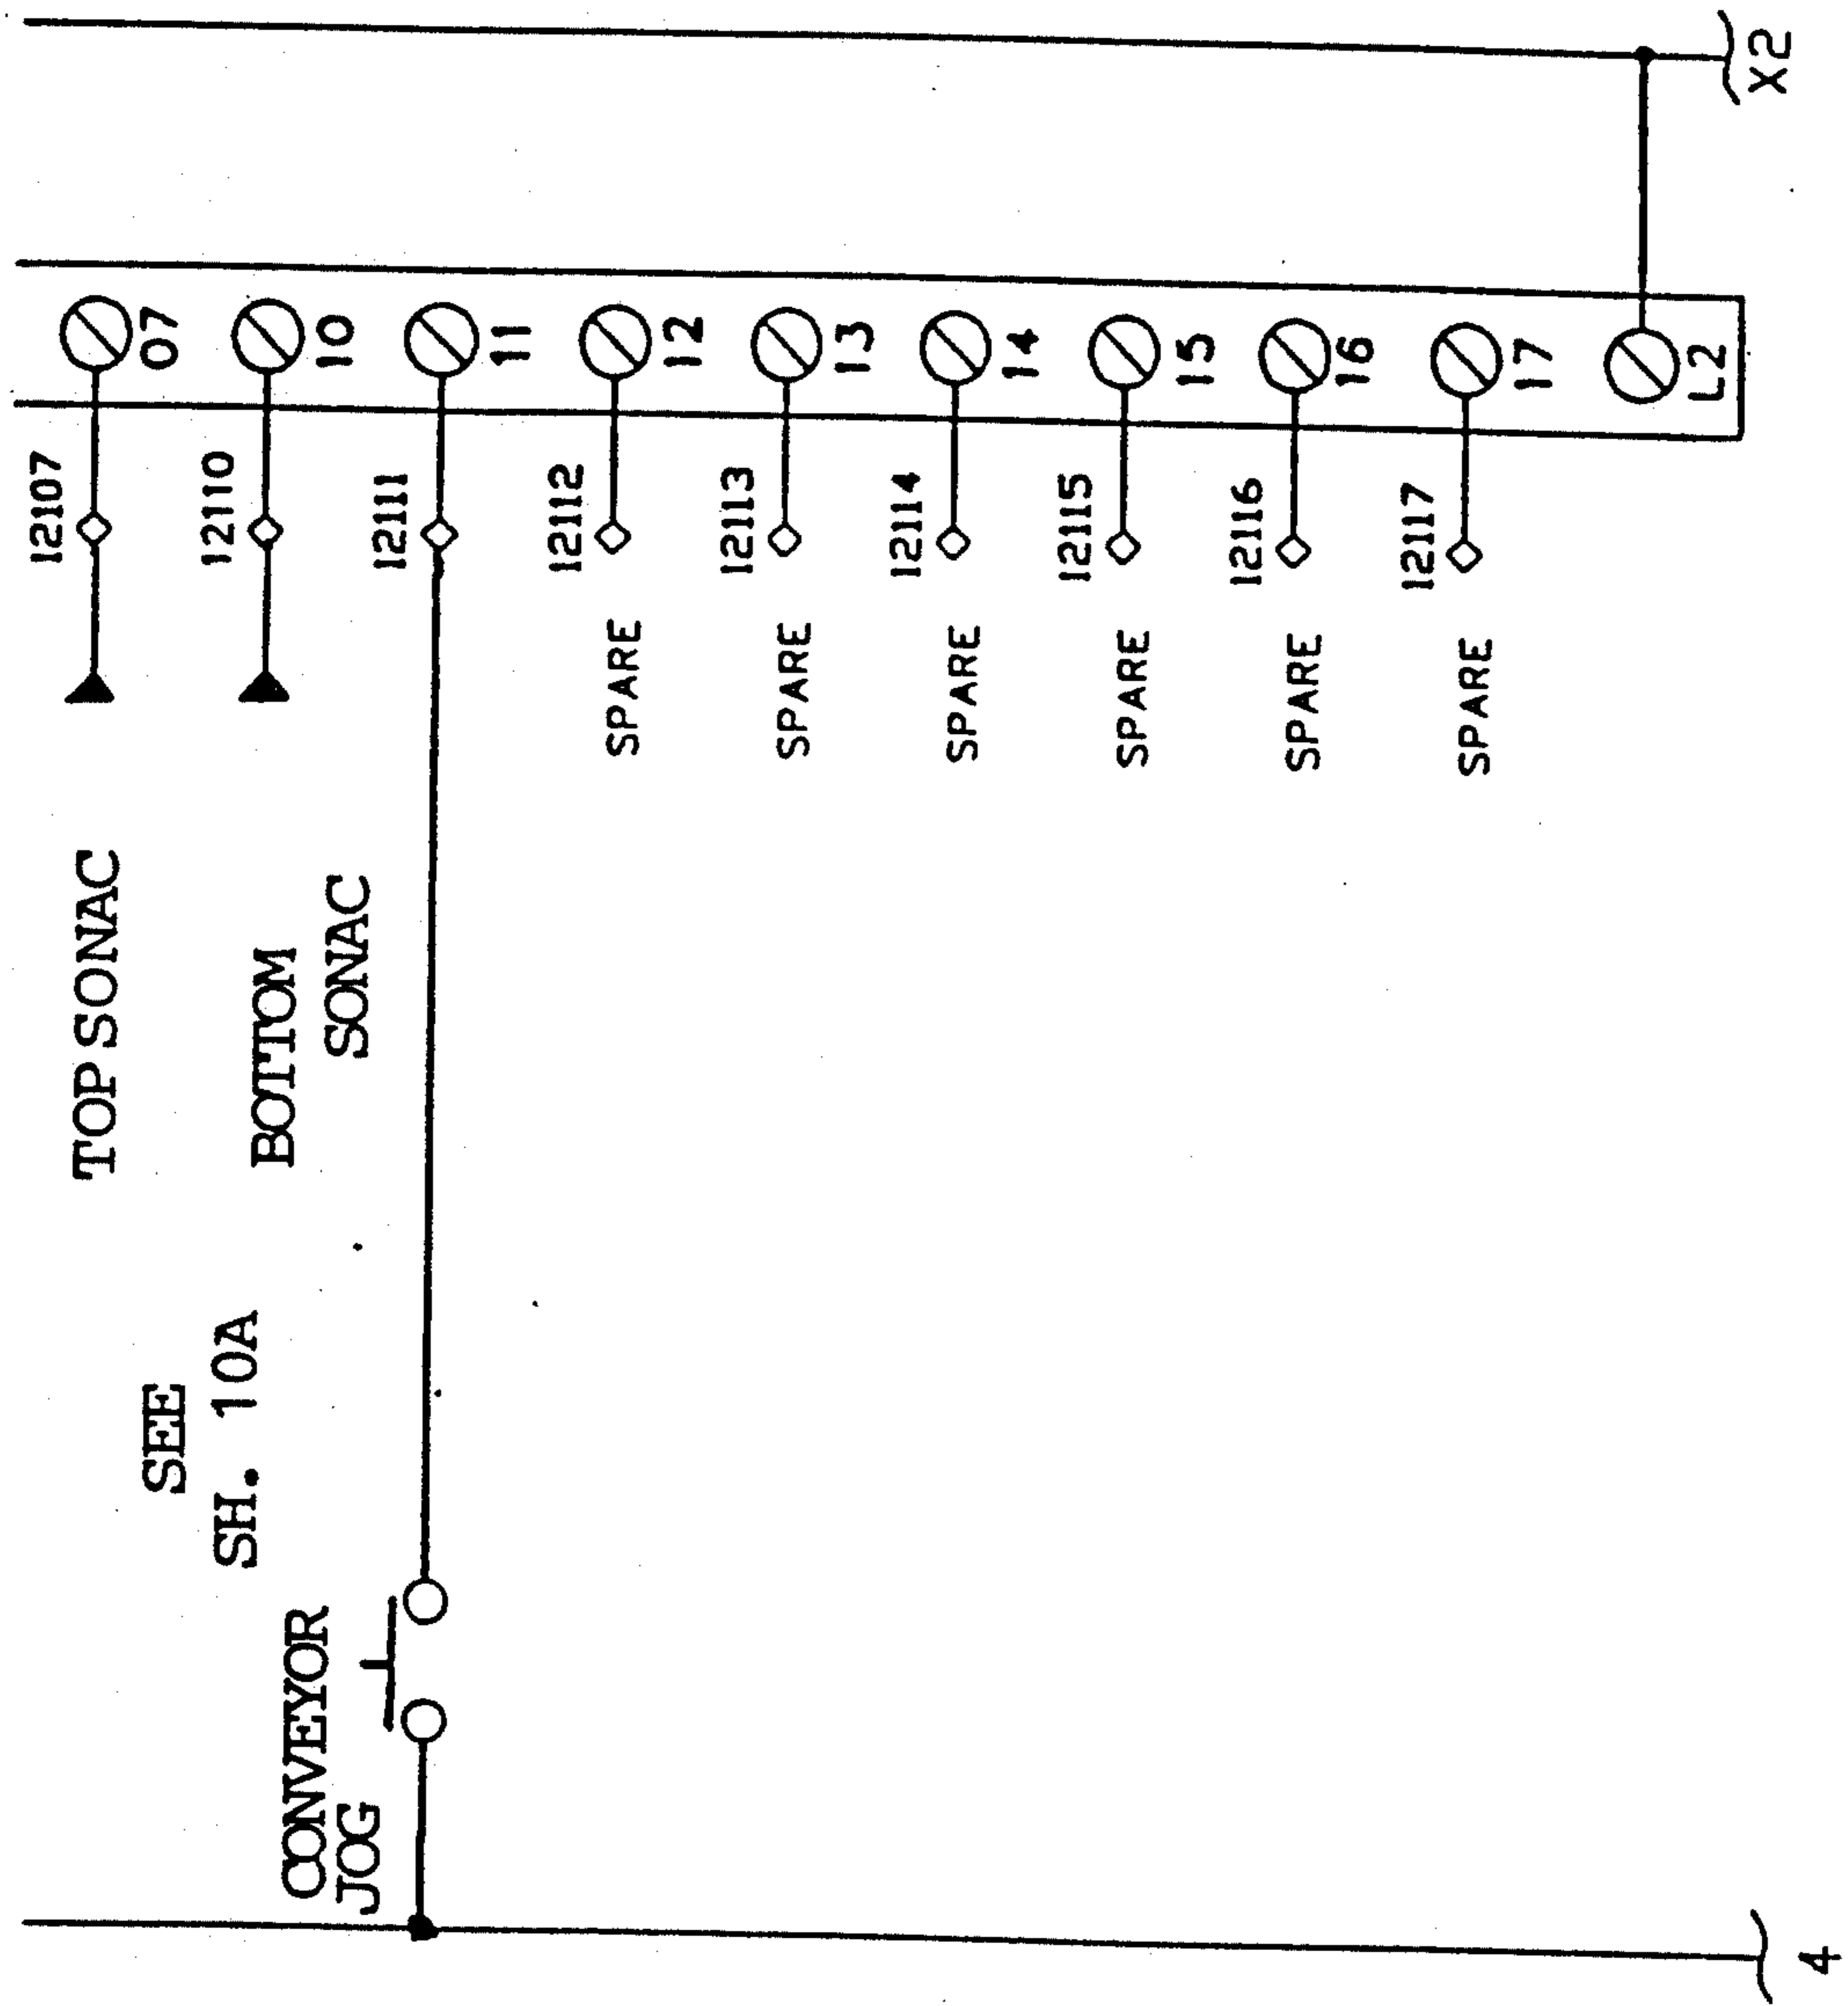 TOP SONAC
12107
07
SEE
SH. 10A
BOTTOM
SONAC
12110
10
CONVEYOR
JOG
12111
11
SPARE
12112
12
SPARE
12113
13
SPARE
12114
14
SPARE
12115
15
SPARE
12116
16
SPARE
12117
17
L2
4
X2